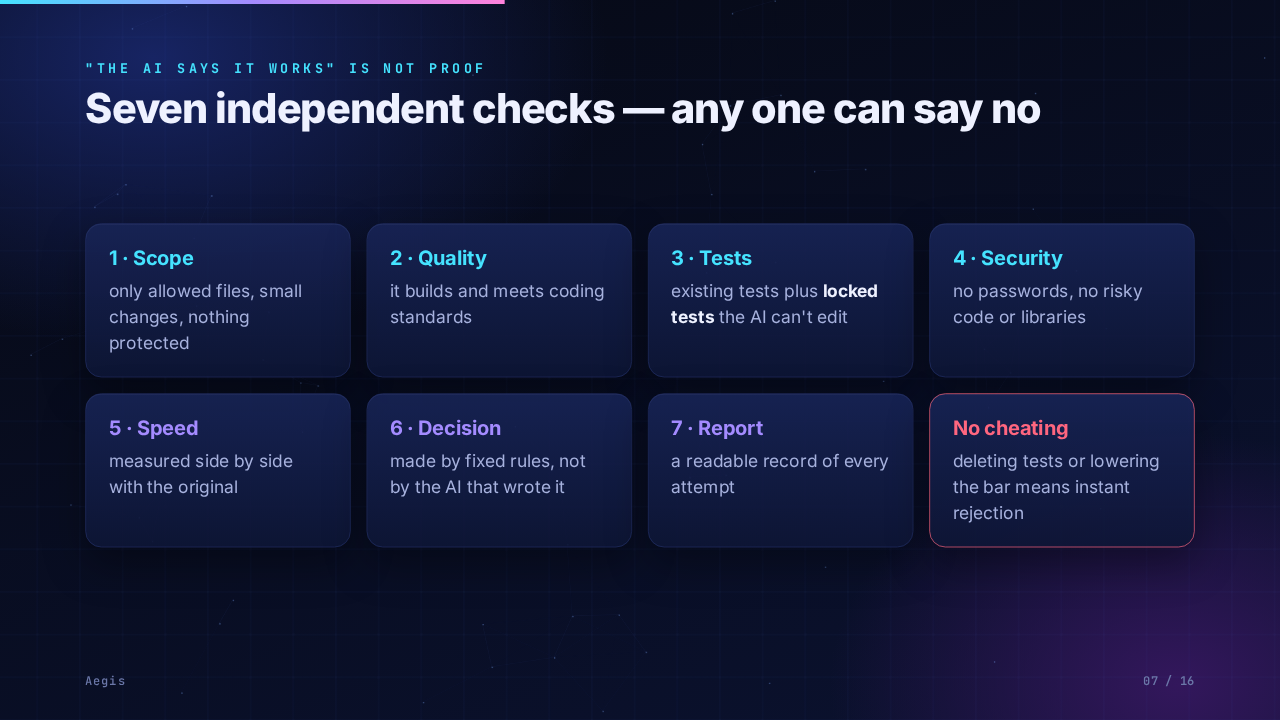 "THE AI SAYS IT WORKS" IS NOT PROOF
Seven independent checks — any one can say no
1 · Scope
only allowed files, small
changes, nothing
protected
2 · Quality
it builds and meets coding
standards
3 · Tests
existing tests plus locked
tests the AI can't edit
4 · Security
no passwords, no risky
code or libraries
5 · Speed
measured side by side
with the original
6 · Decision
made by fixed rules, not
by the AI that wrote it
7 · Report
a readable record of every
attempt
No cheating
deleting tests or lowering
the bar means instant
rejection
Aegis
07 / 16